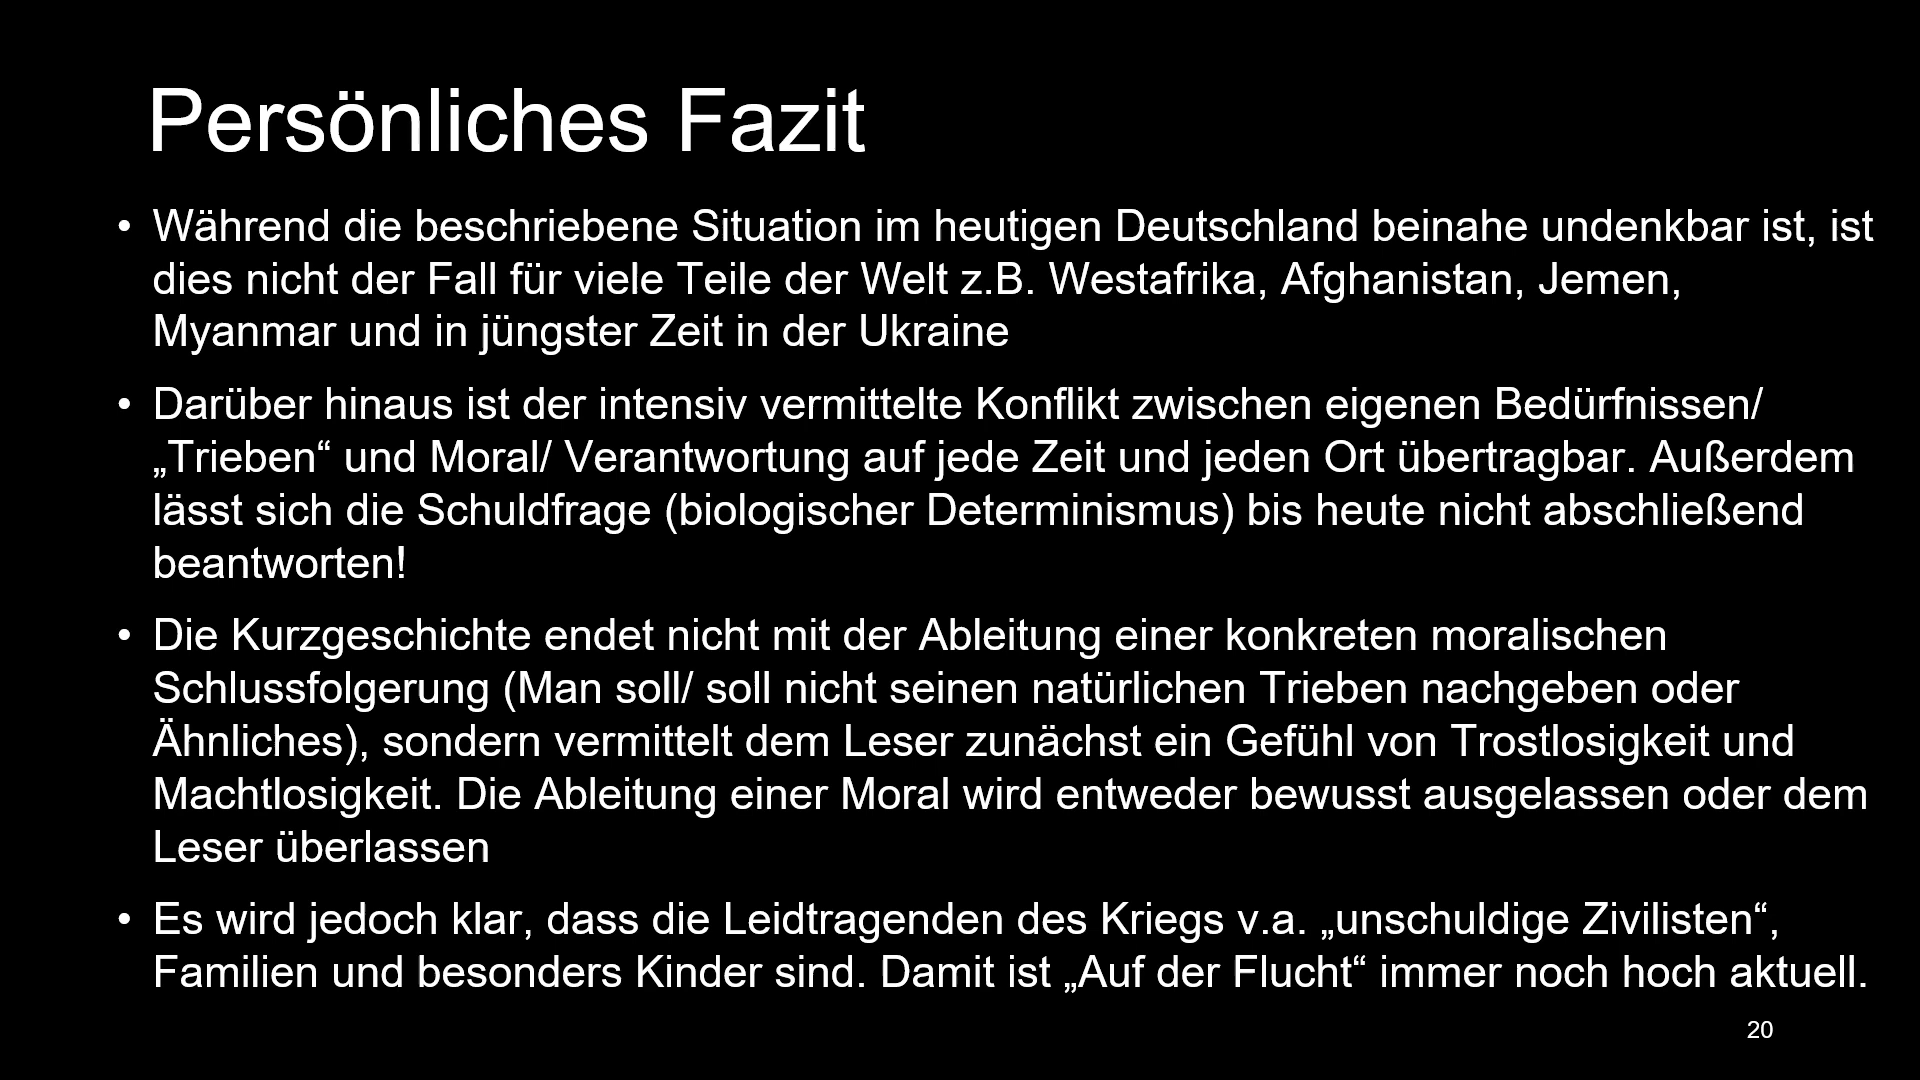 Persönliches Fazit
• Während die beschriebene Situation im heutigen Deutschland beinahe undenkbar ist, ist
dies nicht der Fall für viele Teile der Welt z.B. Westafrika, Afghanistan, Jemen,
Myanmar und in jüngster Zeit in der Ukraine
• Darüber hinaus ist der intensiv vermittelte Konflikt zwischen eigenen Bedürfnissen/
„Trieben“ und Moral/ Verantwortung auf jede Zeit und jeden Ort übertragbar. Außerdem
lässt sich die Schuldfrage (biologischer Determinismus) bis heute nicht abschließend
beantworten!
• Die Kurzgeschichte endet nicht mit der Ableitung einer konkreten moralischen
Schlussfolgerung (Man soll/ soll nicht seinen natürlichen Trieben nachgeben oder
Ähnliches), sondern vermittelt dem Leser zunächst ein Gefühl von Trostlosigkeit und
Machtlosigkeit. Die Ableitung einer Moral wird entweder bewusst ausgelassen oder dem
Leser überlassen
• Es wird jedoch klar, dass die Leidtragenden des Kriegs v.a. „unschuldige Zivilisten“,
Familien und besonders Kinder sind. Damit ist „Auf der Flucht“ immer noch hoch aktuell.
20